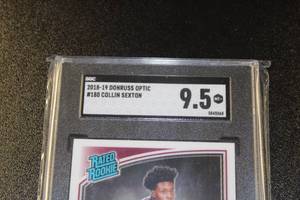 SGC
2018-19 DONRUSS OPTIC
#180 COLLIN SEXTON
9.5
RATED
ROOKIE